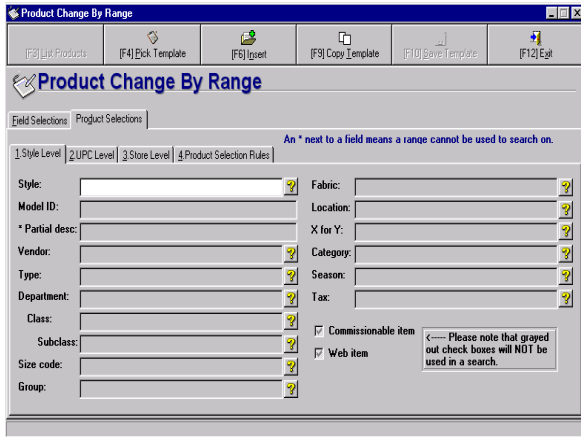 Product Change By Range
[F3] List Products [F4] Pick Template [F6] Insert [F9] Copy Template [F10] Save Template [F12] Exit
Product Change By Range
Field Selections Product Selections
An * next to a field means a range cannot be used to search on.
1.Style Level 2.UPC Level 3.Store Level 4.Product Selection Rules
Style: ? Fabric: ?
Model ID: Location: ?
* Partial desc: X for Y: ?
Vendor: ? Category: ?
Type: ? Season: ?
Department: ? Tax: ?
Class: ?
Subclass: ?
Size code: ?
Group: ?
Commissionable item
Web item
<----- Please note that grayed
out check boxes will NOT be
used in a search.